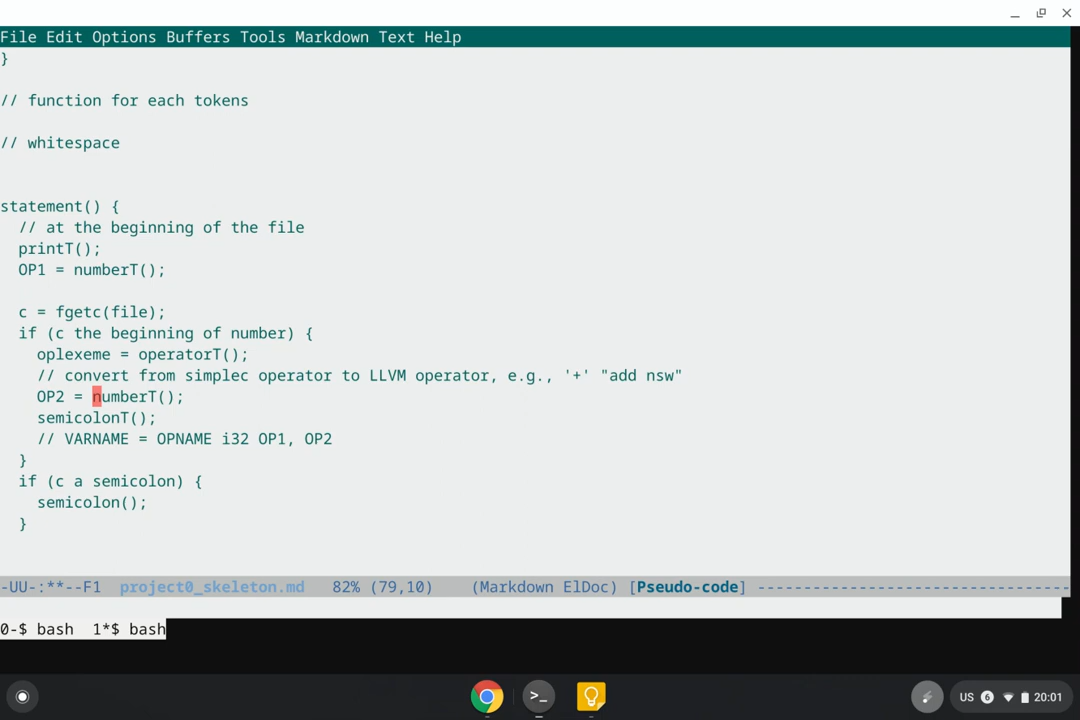 File Edit Options Buffers Tools Markdown Text Help
}
// function for each tokens
// whitespace
statement() {
  // at the beginning of the file
  printT();
  OP1 = numberT();
  c = fgetc(file);
  if (c the beginning of number) {
    oplexeme = operatorT();
    // convert from simplec operator to LLVM operator, e.g., '+' "add nsw"
    OP2 = numberT();
    semicolonT();
    // VARNAME = OPNAME i32 OP1, OP2
  }
  if (c a semicolon) {
    semicolon();
  }
-UU-:**--F1  project0_skeleton.md   82% (79,10)    (Markdown ElDoc) [Pseudo-code] ----------------------------------
0-$ bash  1*$ bash
>_
US 6 20:01